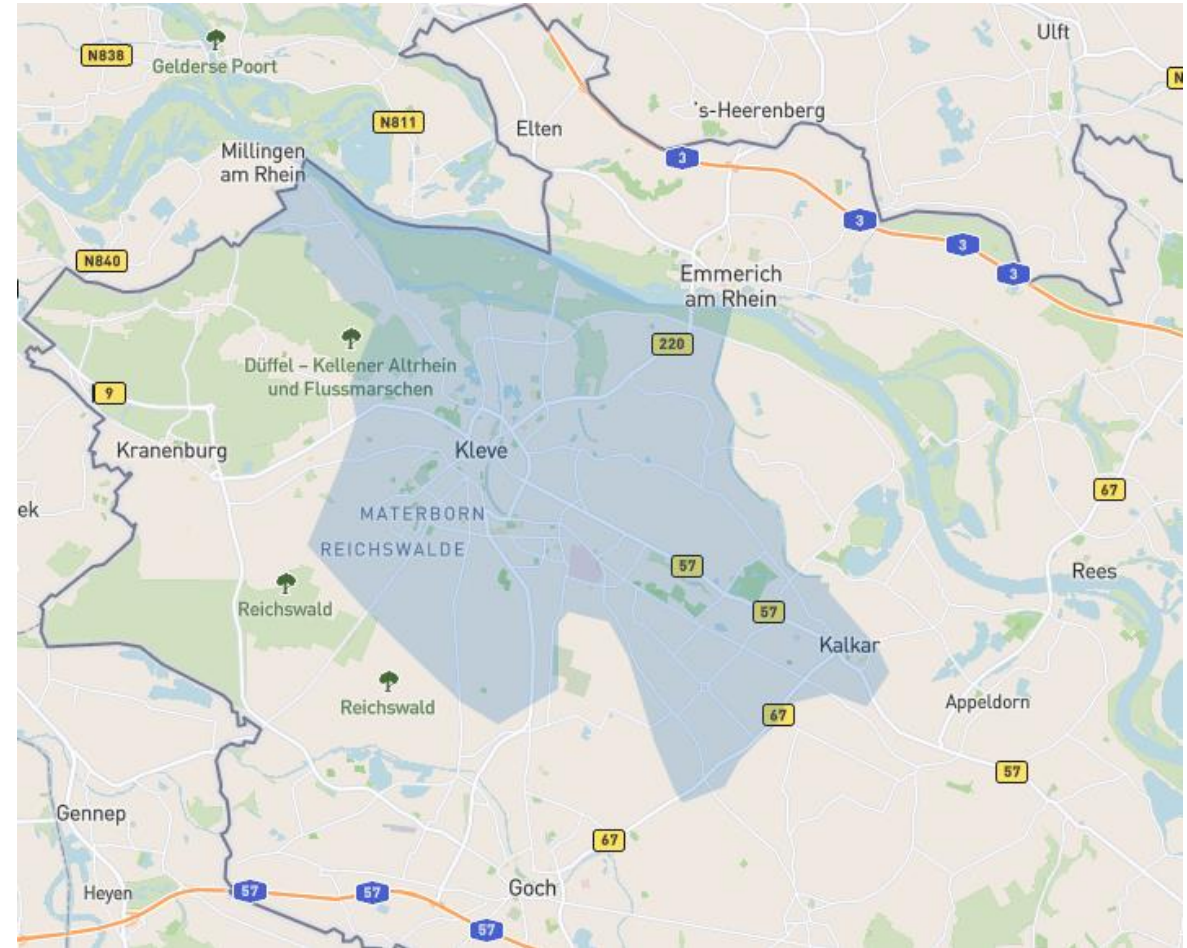 Ulft
N838
Gelderse Poort
N
's-Heerenberg
N811
Elten
Millingen
am Rhein
3
3
3
3
N840
Emmerich
am Rhein
220
Düffel – Kellener Altrhein
und Flussmarschen
9
Kranenburg
Kleve
67
ek
MATERBORN
REICHSWALDE
57
Rees
Reichswald
57
Kalkar
Reichswald
Appeldorn
67
57
Gennep
67
Heyen
57
57
Goch
57